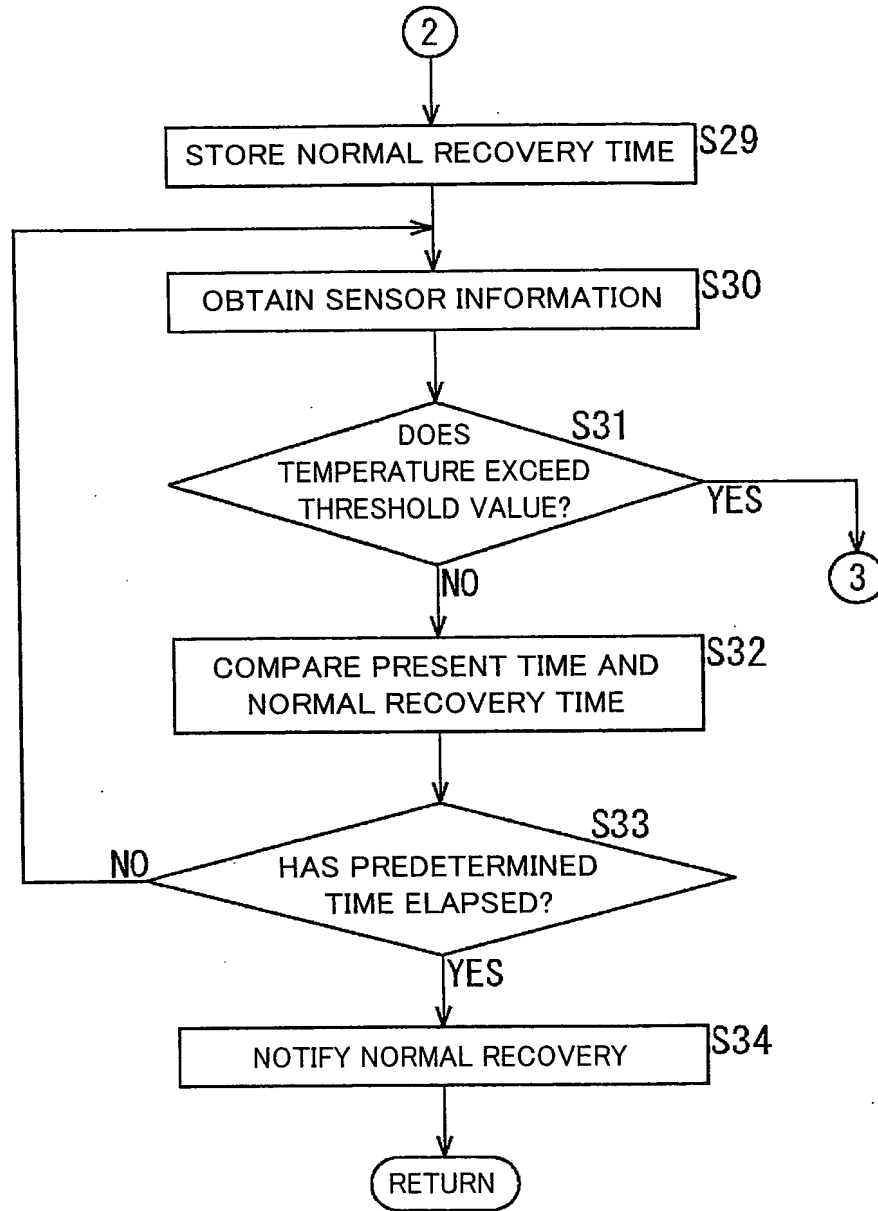 2
STORE NORMAL RECOVERY TIME
S29
OBTAIN SENSOR INFORMATION
S30
S31
DOES
TEMPERATURE EXCEED
THRESHOLD VALUE?
YES
3
NO
COMPARE PRESENT TIME AND
NORMAL RECOVERY TIME
S32
S33
NO
HAS PREDETERMINED
TIME ELAPSED?
YES
NOTIFY NORMAL RECOVERY
S34
RETURN